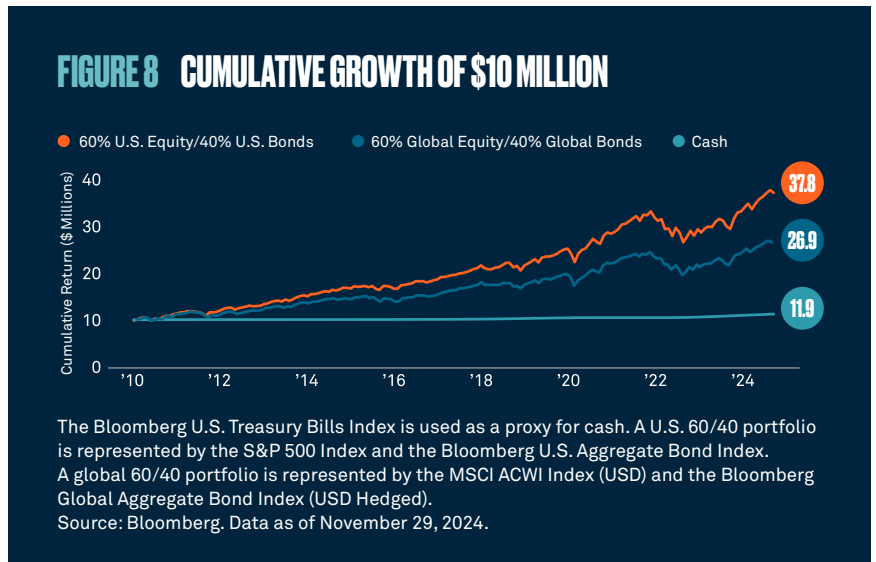 FIGURE 8 CUMULATIVE GROWTH OF $10 MILLION
60% U.S. Equity/40% U.S. Bonds 60% Global Equity/40% Global Bonds Cash
Cumulative Return ($ Millions)
40
30
20
10
0
37.8
26.9
11.9
’10 ’12 ’14 ’16 ’18 ’20 ’22 ’24
The Bloomberg U.S. Treasury Bills Index is used as a proxy for cash. A U.S. 60/40 portfolio
is represented by the S&P 500 Index and the Bloomberg U.S. Aggregate Bond Index.
A global 60/40 portfolio is represented by the MSCI ACWI Index (USD) and the Bloomberg
Global Aggregate Bond Index (USD Hedged).
Source: Bloomberg. Data as of November 29, 2024.